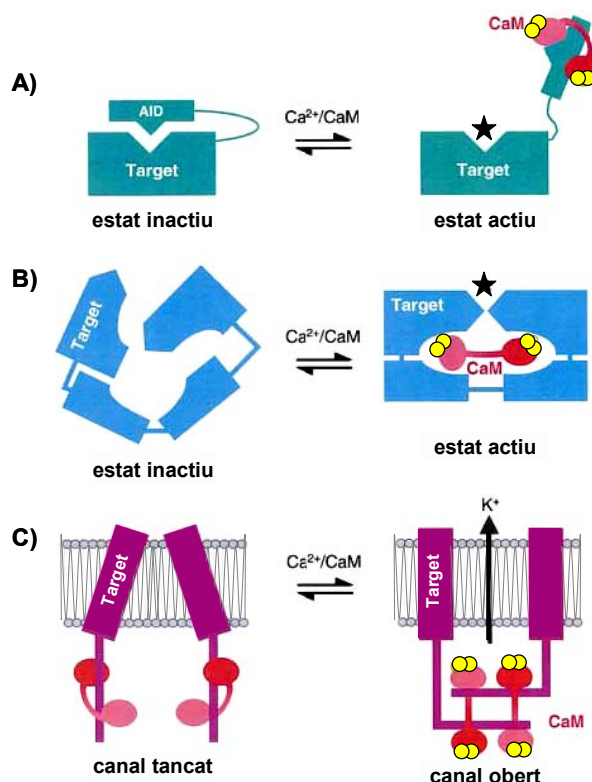 CaM
A)
AID
Ca²⁺/CaM
Target
Target
estat inactiu
estat actiu
B)
Target
Target
Ca²⁺/CaM
CaM
estat inactiu
estat actiu
K⁺
C)
Target
Ca²⁺/CaM
Target
CaM
canal tancat
canal obert